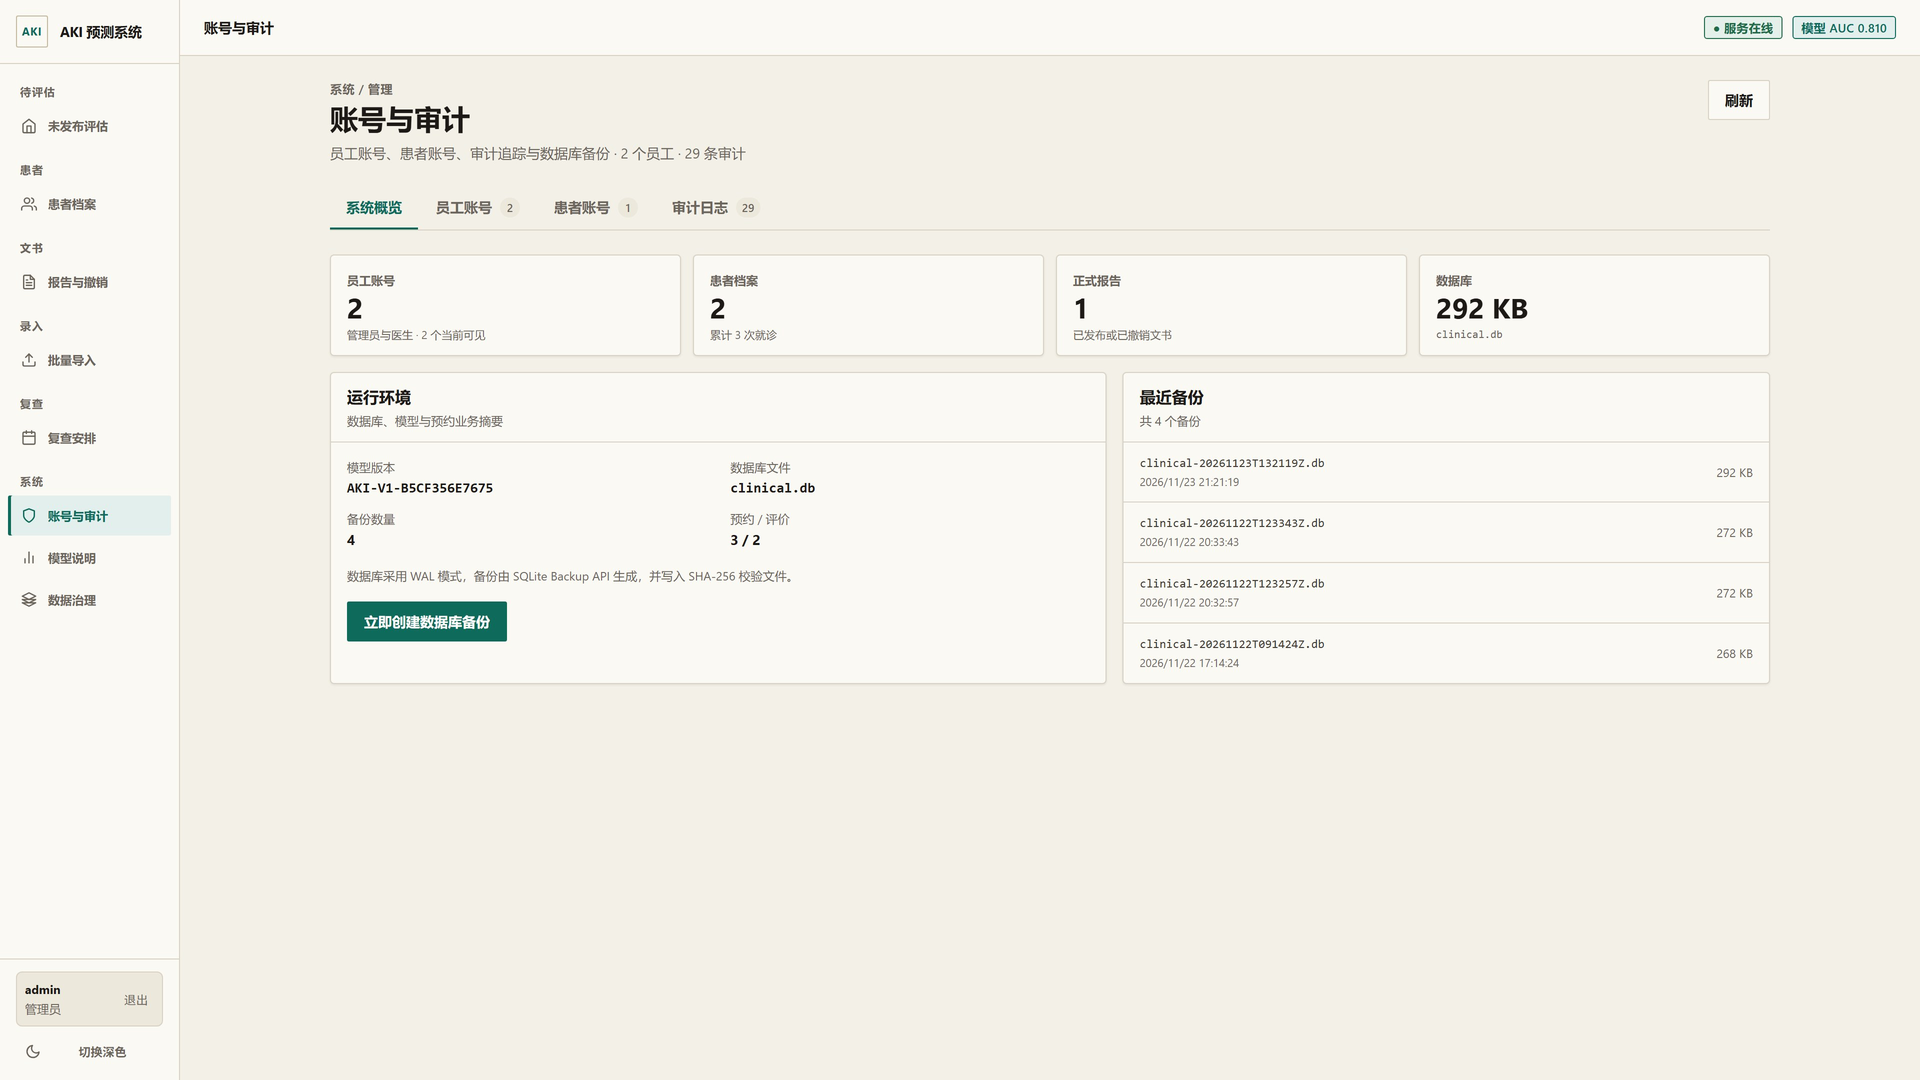 AKI
AKI 预测系统
待评估
未发布评估
患者
患者档案
文书
报告与撤销
录入
批量导入
复查
复查安排
系统
账号与审计
模型说明
数据治理
admin
管理员
退出
切换深色
账号与审计
服务在线
模型 AUC 0.810
系统 / 管理
账号与审计
员工账号、患者账号、审计追踪与数据库备份 · 2 个员工 · 29 条审计
刷新
系统概览
员工账号 2
患者账号 1
审计日志 29
员工账号
2
管理员与医生 · 2 个当前可见
患者档案
2
累计 3 次就诊
正式报告
1
已发布或已撤销文书
数据库
292 KB
clinical.db
运行环境
数据库、模型与预约业务摘要
模型版本
AKI-V1-B5CF356E7675
数据库文件
clinical.db
备份数量
4
预约 / 评价
3 / 2
数据库采用 WAL 模式，备份由 SQLite Backup API 生成，并写入 SHA-256 校验文件。
立即创建数据库备份
最近备份
共 4 个备份
clinical-20261123T132119Z.db
2026/11/23 21:21:19
292 KB
clinical-20261122T123343Z.db
2026/11/22 20:33:43
272 KB
clinical-20261122T123257Z.db
2026/11/22 20:32:57
272 KB
clinical-20261122T091424Z.db
2026/11/22 17:14:24
268 KB